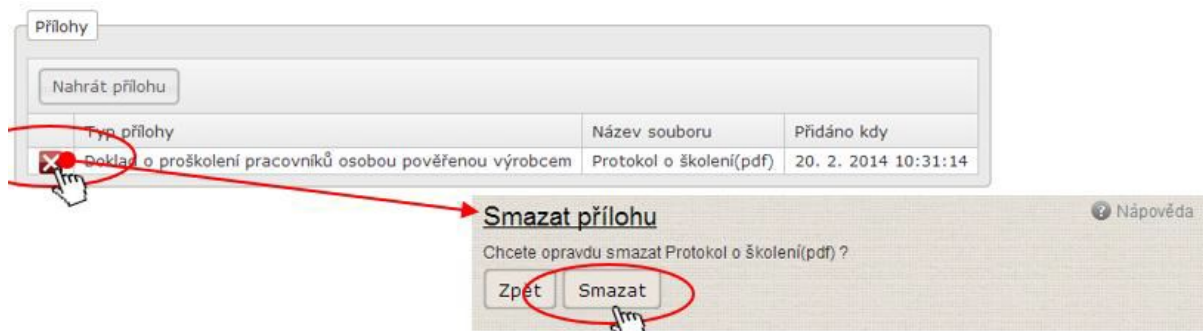 Přílohy
Nahrát přílohu
Typ přílohy Název souboru Přidáno kdy
Doklad o proškolení pracovníků osobou pověřenou výrobcem Protokol o školení(pdf) 20. 2. 2014 10:31:14
Smazat přílohu Nápověda
Chcete opravdu smazat Protokol o školení(pdf) ?
Zpět Smazat